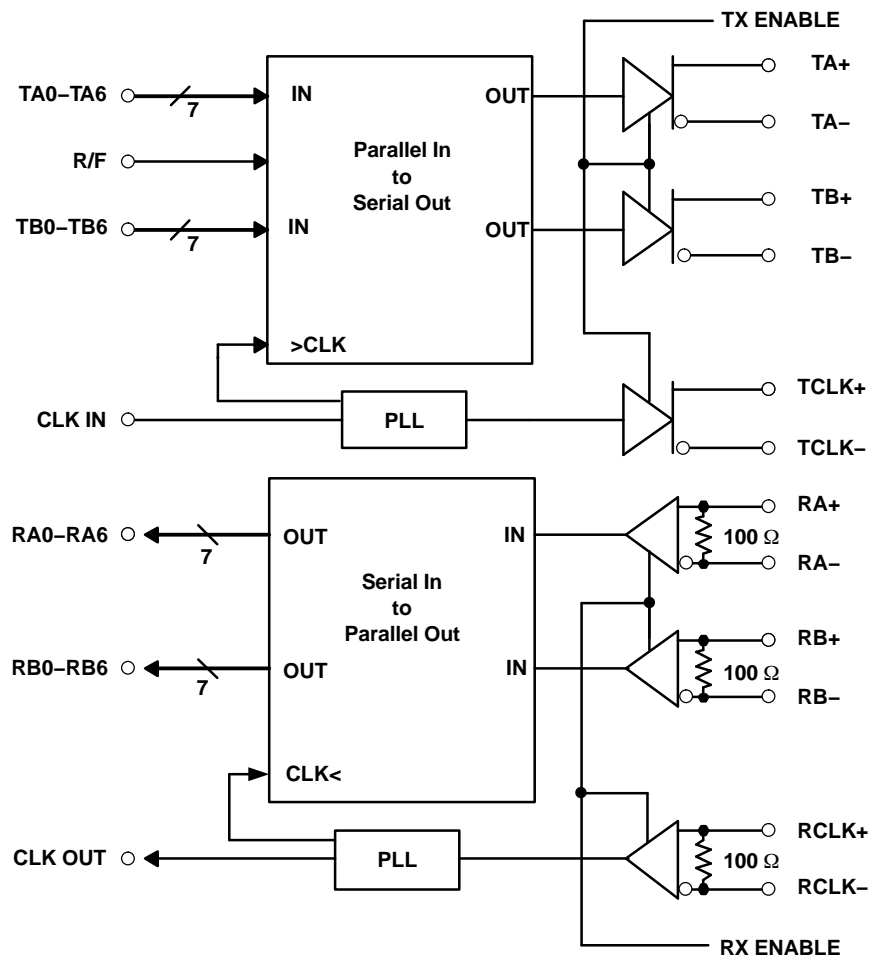 TX ENABLE
TA0–TA6
7
IN
OUT
TA+
TA–
R/F
Parallel In
to
Serial Out
TB0–TB6
7
IN
OUT
TB+
TB–
>CLK
CLK IN
PLL
TCLK+
TCLK–
RA0–RA6
7
OUT
IN
RA+
100 Ω
RA–
Serial In
to
Parallel Out
RB0–RB6
7
OUT
IN
RB+
100 Ω
RB–
CLK<
CLK OUT
PLL
RCLK+
100 Ω
RCLK–
RX ENABLE